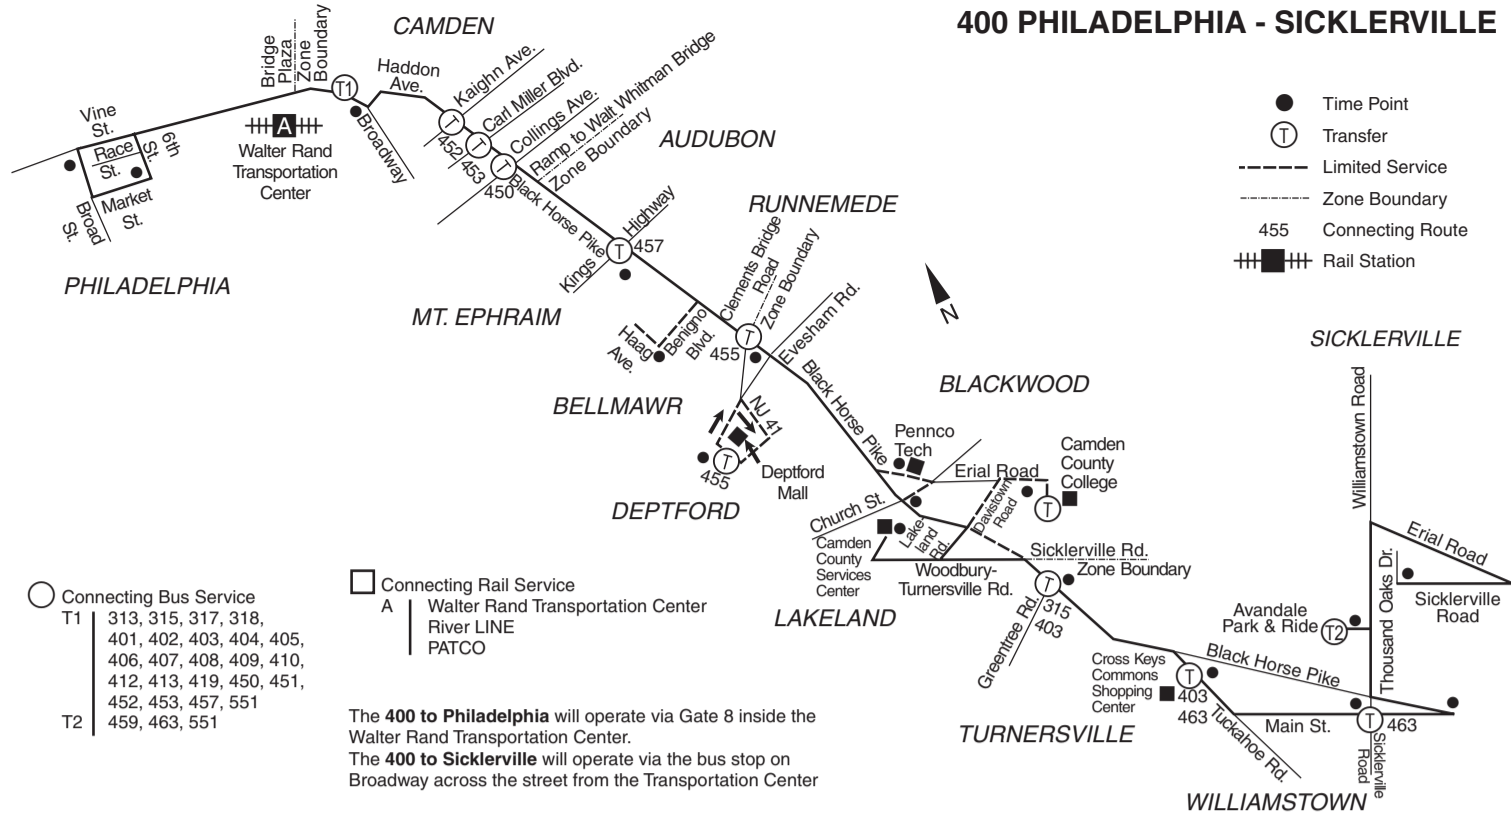 400 PHILADELPHIA - SICKLERVILLE
Time Point
T Transfer
Limited Service
Zone Boundary
455 Connecting Route
Rail Station
CAMDEN
Bridge
Plaza
Zone
Boundary
T1
Haddon
Ave.
Kaighn Ave.
Carl Miller Blvd.
Collings Ave.
Ramp to Walt Whitman Bridge
Zone Boundary
AUDUBON
Vine
St.
Race
St.
6th
St.
Market
St.
Broad
St.
PHILADELPHIA
A
Walter Rand
Transportation
Center
Broadway
T
452
T
453
T
450
Black Horse Pike
Kings Highway
T
457
MT. EPHRAIM
RUNNEMEDE
Clements Bridge
Road
Zone Boundary
Evesham Rd.
Haag
Ave.
Benigno
Blvd.
T
455
BELLMAWR
NJ 41
T
455
Deptford
Mall
DEPTFORD
N
Black Horse Pike
BLACKWOOD
Pennco
Tech
Erial Road
Camden
County
College
T
Davistown
Road
Church St.
Lake-
land
Rd.
Camden
County
Services
Center
Woodbury-
Turnersville Rd.
Sicklerville Rd.
Zone Boundary
LAKELAND
T
315
403
Greentree Rd.
Cross Keys
Commons
Shopping
Center
T
403
463
TURNERSVILLE
Black Horse Pike
Tuckahoe Rd.
Main St.
T
463
Sicklerville
Road
WILLIAMSTOWN
SICKLERVILLE
Williamstown Road
Erial Road
Sicklerville
Road
Thousand Oaks Dr.
Avandale
Park & Ride
T2
Connecting Bus Service
T1 313, 315, 317, 318,
401, 402, 403, 404, 405,
406, 407, 408, 409, 410,
412, 413, 419, 450, 451,
452, 453, 457, 551
T2 459, 463, 551
Connecting Rail Service
A Walter Rand Transportation Center
River LINE
PATCO
The 400 to Philadelphia will operate via Gate 8 inside the
Walter Rand Transportation Center.
The 400 to Sicklerville will operate via the bus stop on
Broadway across the street from the Transportation Center